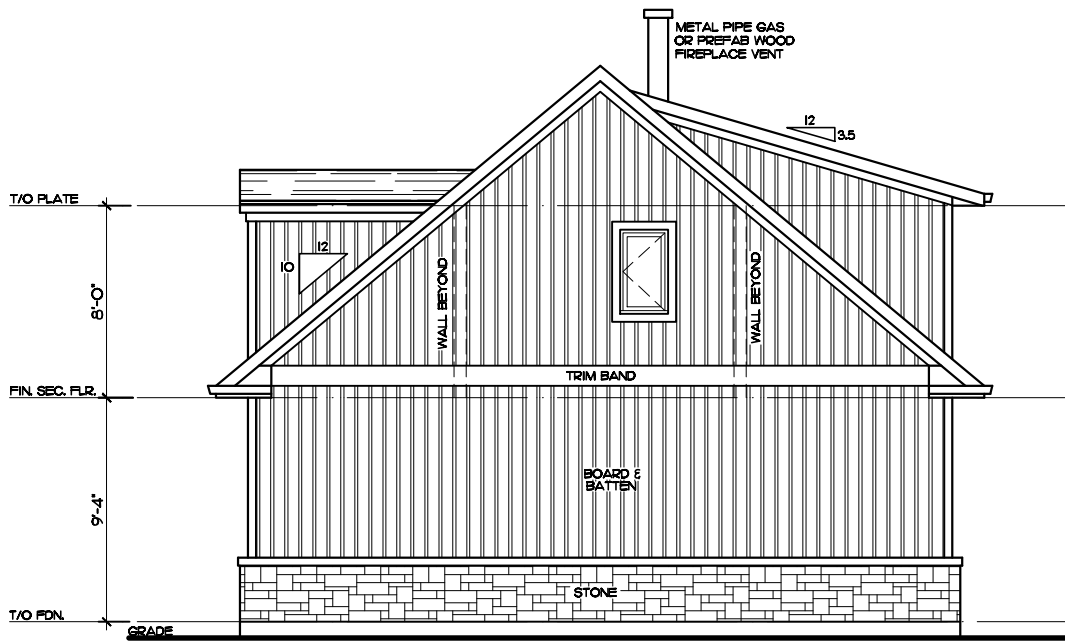 METAL PIPE GAS
OR PREFAB WOOD
FIREPLACE VENT
12
3.5
T/O PLATE
12
10
8'-0"
WALL BEYOND
WALL BEYOND
TRIM BAND
FIN. SEC. FLR.
BOARD &
BATTEN
9'-4"
STONE
T/O FDN.
GRADE